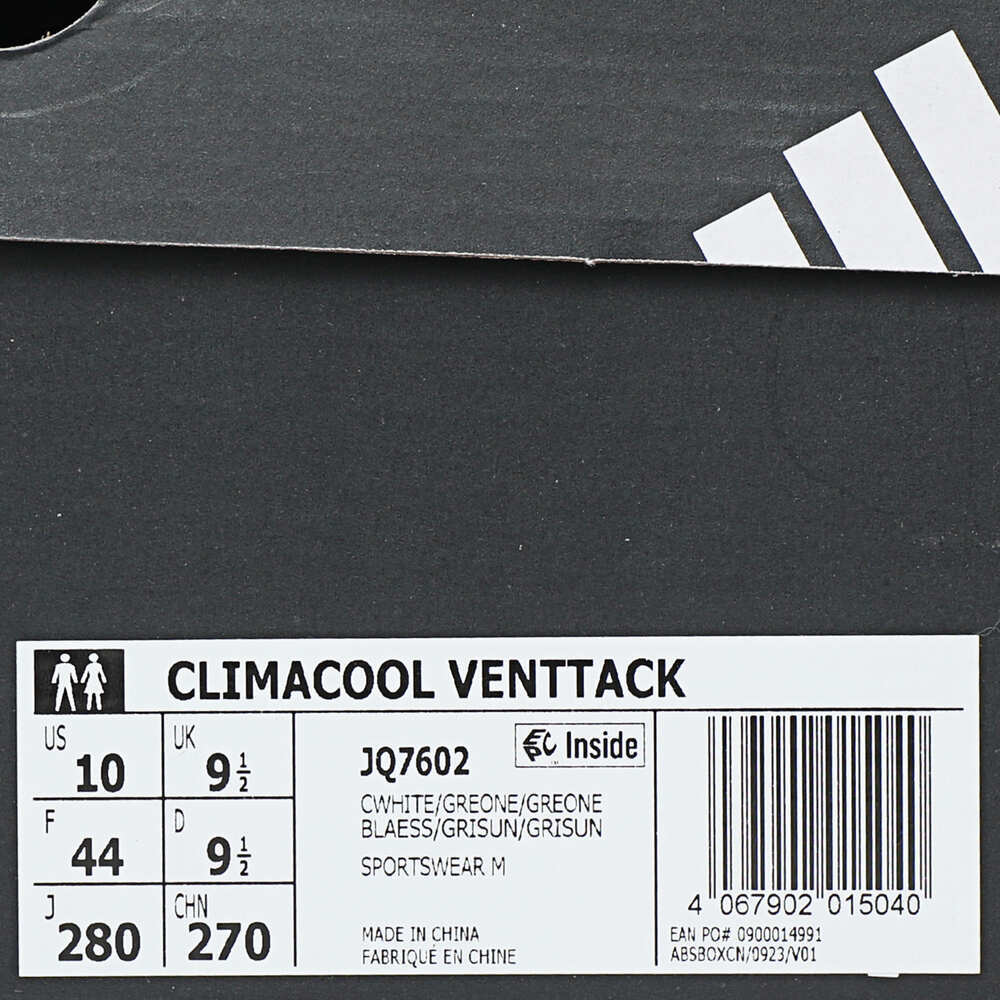 CLIMACOOL VENTTACK
US 10
UK 9 1/2
F 44
D 9 1/2
J 280
CHN 270
JQ7602
EPC Inside
CWHITE/GREONE/GREONE
BLAESS/GRISUN/GRISUN
SPORTSWEAR M
MADE IN CHINA
FABRIQUÉ EN CHINE
4 067902 015040
EAN PO# 0900014991
ABSBOXCN/0923/V01